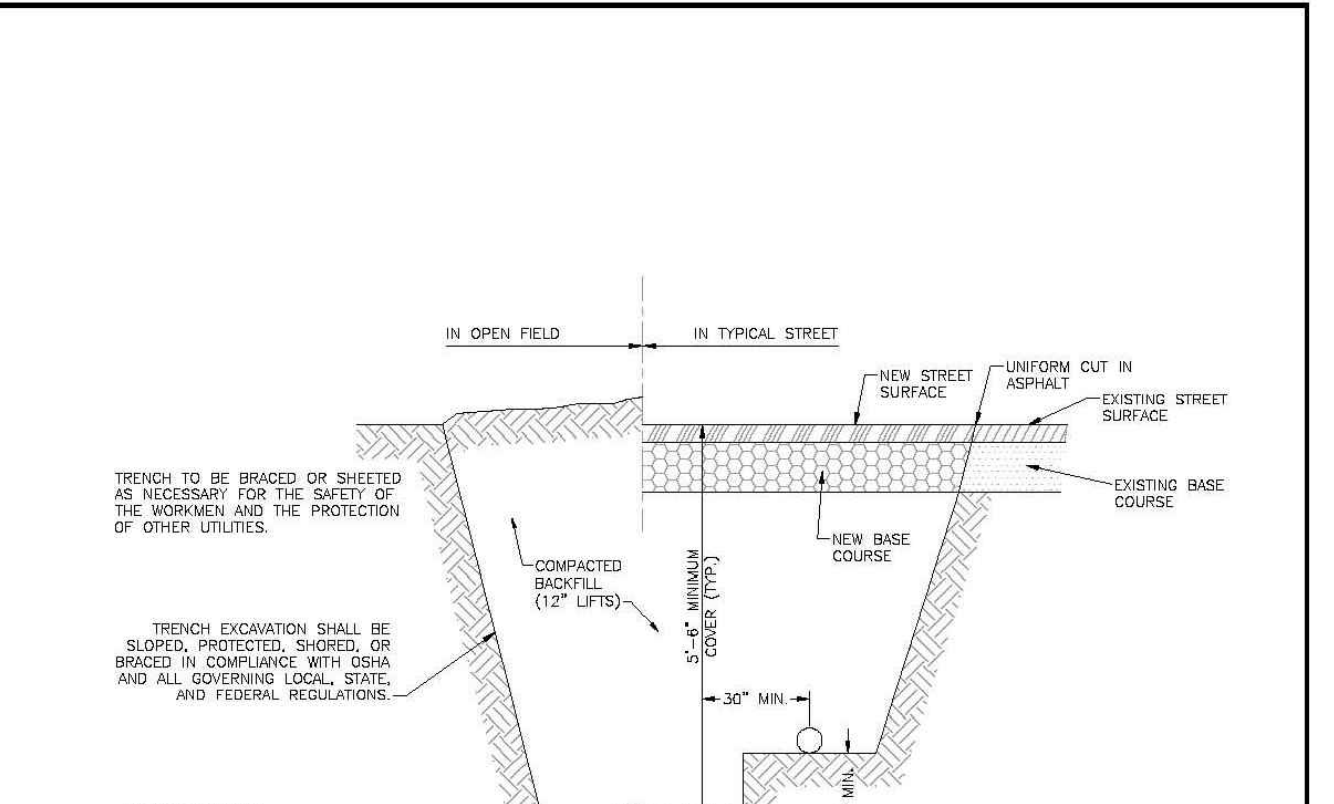 IN OPEN FIELD
IN TYPICAL STREET
NEW STREET
SURFACE
UNIFORM CUT IN
ASPHALT
EXISTING STREET
SURFACE
TRENCH TO BE BRACED OR SHEETED
AS NECESSARY FOR THE SAFETY OF
THE WORKMEN AND THE PROTECTION
OF OTHER UTILITIES.
EXISTING BASE
COURSE
NEW BASE
COURSE
COMPACTED
BACKFILL
(12" LIFTS)
5'-6" MINIMUM
COVER (TYP.)
TRENCH EXCAVATION SHALL BE
SLOPED, PROTECTED, SHORED, OR
BRACED IN COMPLIANCE WITH OSHA
AND ALL GOVERNING LOCAL, STATE,
AND FEDERAL REGULATIONS.
30" MIN.
MIN.